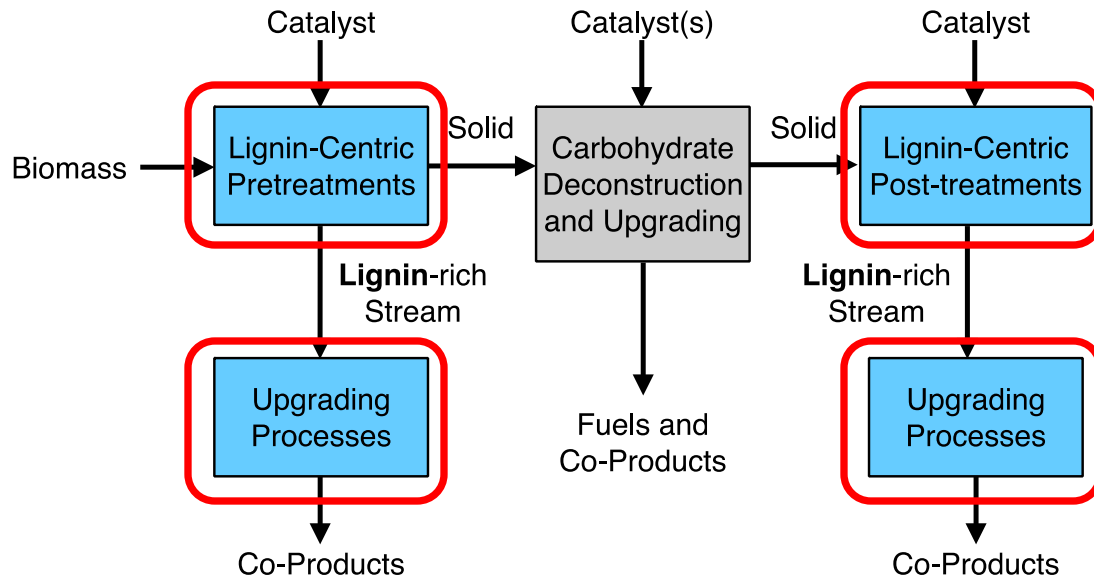 Catalyst
Catalyst(s)
Catalyst
Biomass
Lignin-Centric
Pretreatments
Solid
Carbohydrate
Deconstruction
and Upgrading
Solid
Lignin-Centric
Post-treatments
Lignin-rich
Stream
Lignin-rich
Stream
Upgrading
Processes
Fuels and
Co-Products
Upgrading
Processes
Co-Products
Co-Products